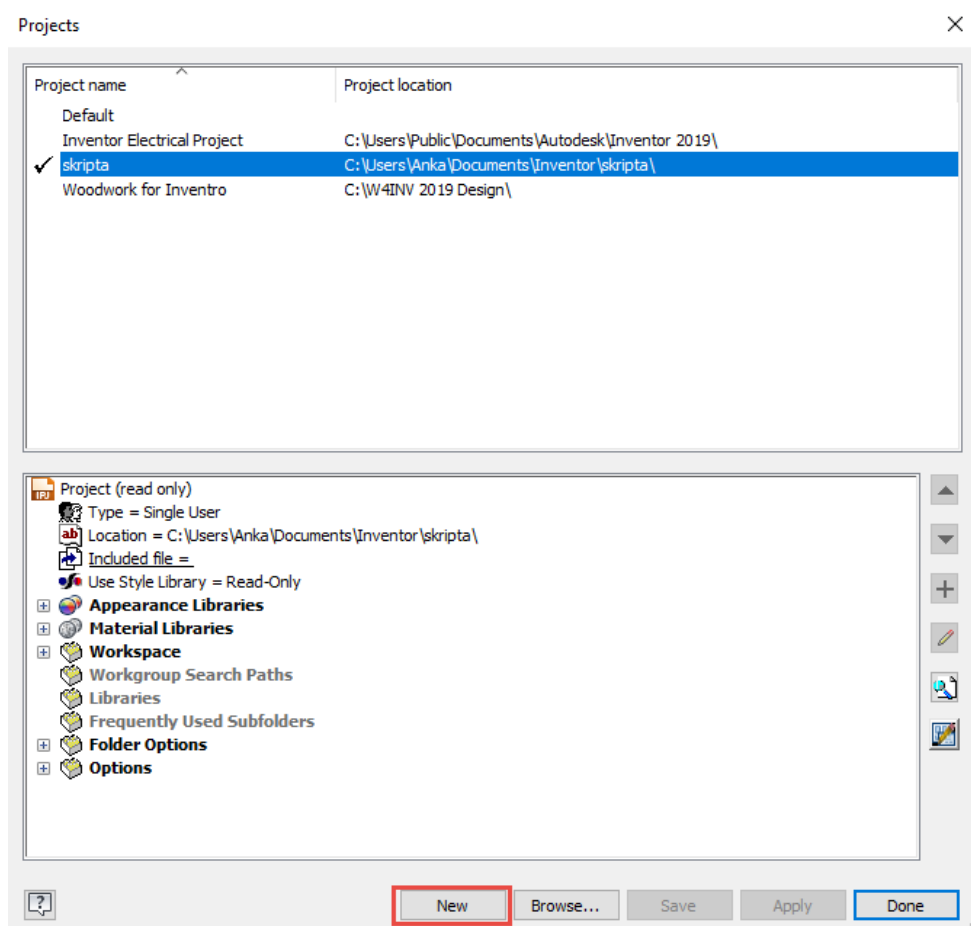 Projects
Project name Project location
Default
Inventor Electrical Project C:\Users\Public\Documents\Autodesk\Inventor 2019\
skripta C:\Users\Anka\Documents\Inventor\skripta\
Woodwork for Inventro C:\W4INV 2019 Design\
IPJ Project (read only)
Type = Single User
ab Location = C:\Users\Anka\Documents\Inventor\skripta\
Included file =
Use Style Library = Read-Only
Appearance Libraries
Material Libraries
Workspace
Workgroup Search Paths
Libraries
Frequently Used Subfolders
Folder Options
Options
? New Browse... Save Apply Done